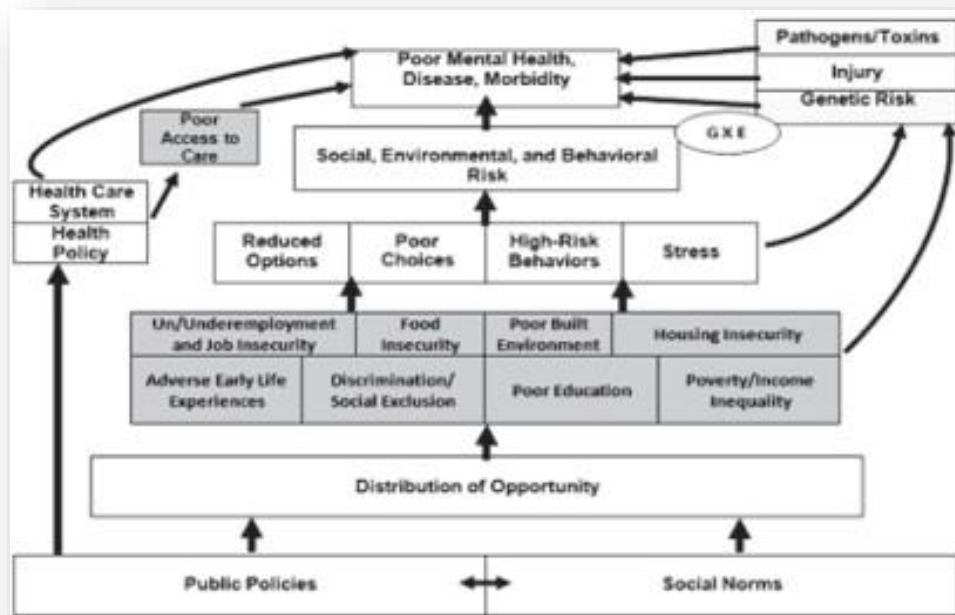 Pathogens/Toxins
Poor Mental Health,
Disease, Morbidity
Injury
Genetic Risk
Poor
Access to
Care
G X E
Social, Environmental, and Behavioral
Risk
Health Care
System
Health
Policy
Reduced
Options
Poor
Choices
High-Risk
Behaviors
Stress
Un/Underemployment
and Job Insecurity
Food
Insecurity
Poor Built
Environment
Housing Insecurity
Adverse Early Life
Experiences
Discrimination/
Social Exclusion
Poor Education
Poverty/Income
Inequality
Distribution of Opportunity
Public Policies
Social Norms